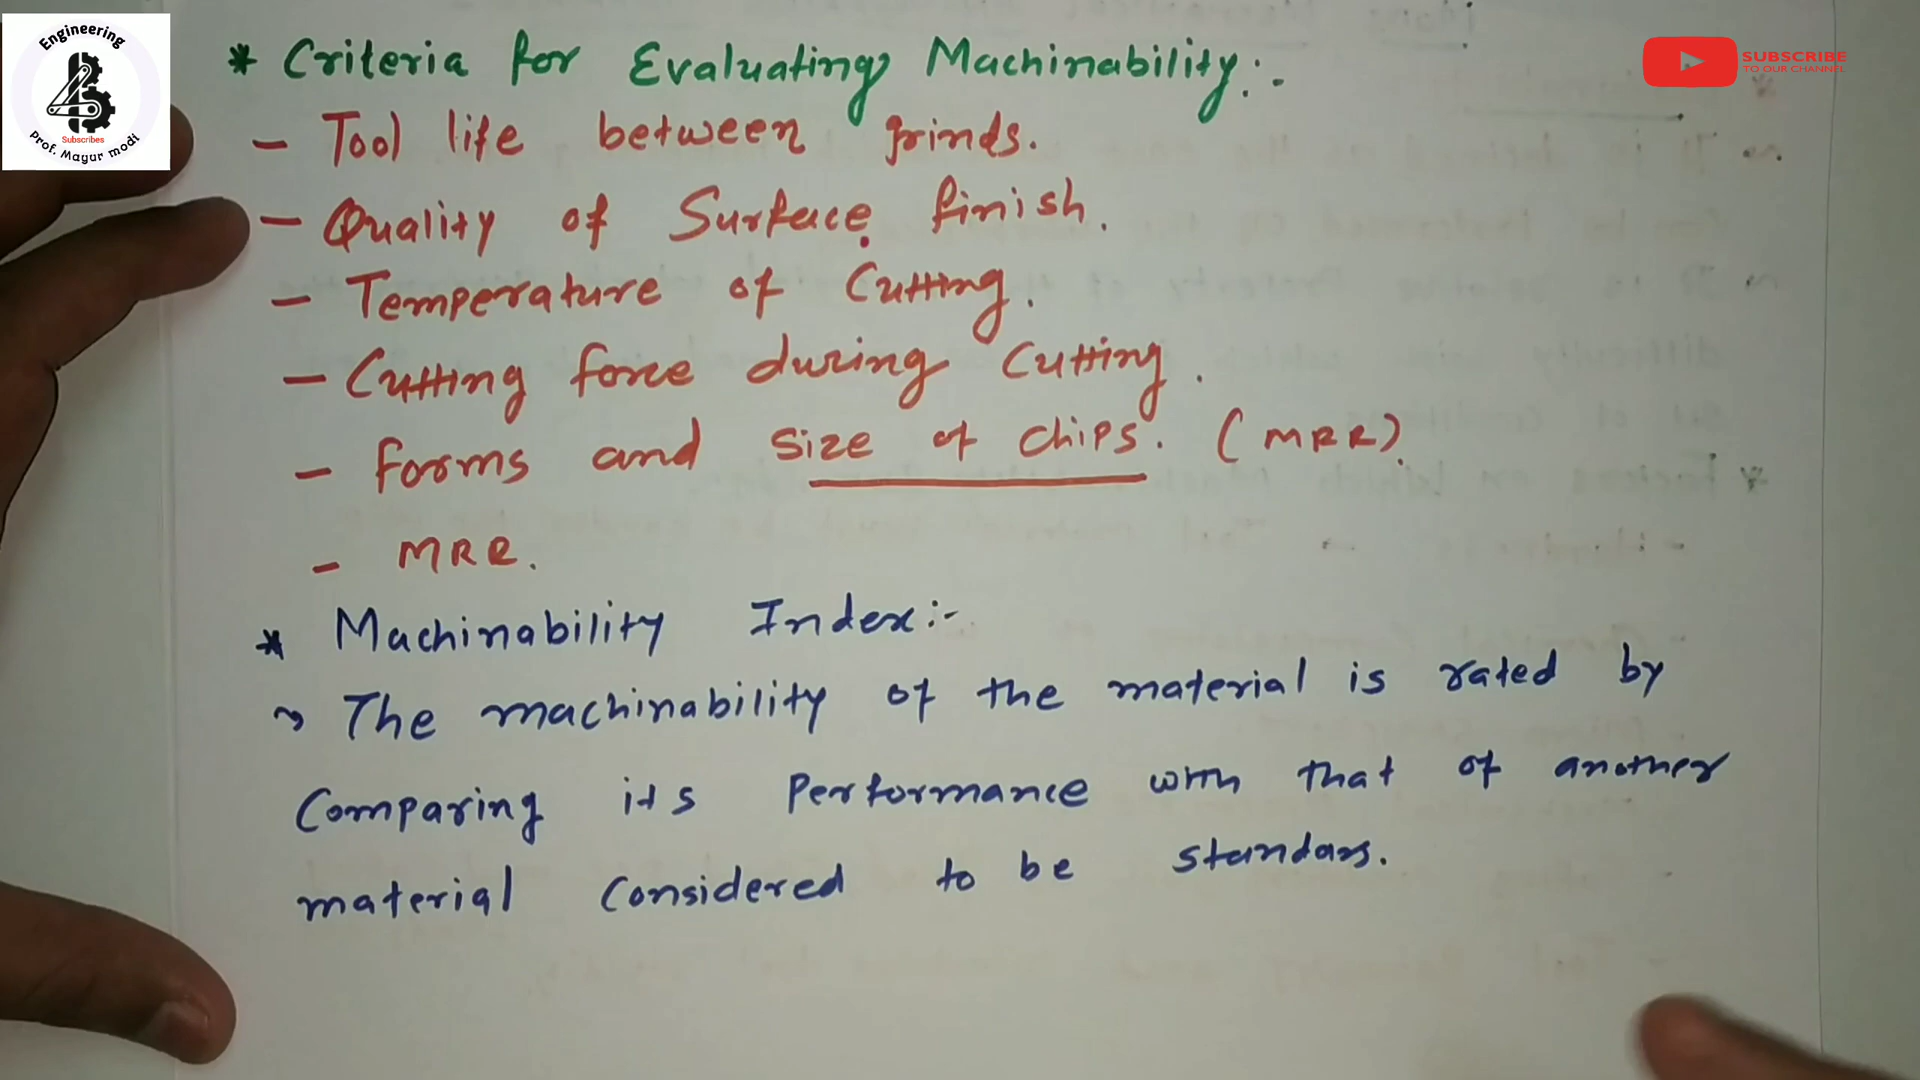 Engineering
Subscribes
Prof. Mayur modi
SUBSCRIBE
TO OUR CHANNEL
* Criteria for Evaluating Machinability:-
- Tool life between grinds.
- Quality of Surface finish.
- Temperature of Cutting.
- Cutting force during Cutting.
- forms and size of chips. (MRR).
- MRR.
* Machinability Index:-
~ The machinability of the material is rated by
Comparing its Performance with that of another
material Considered to be